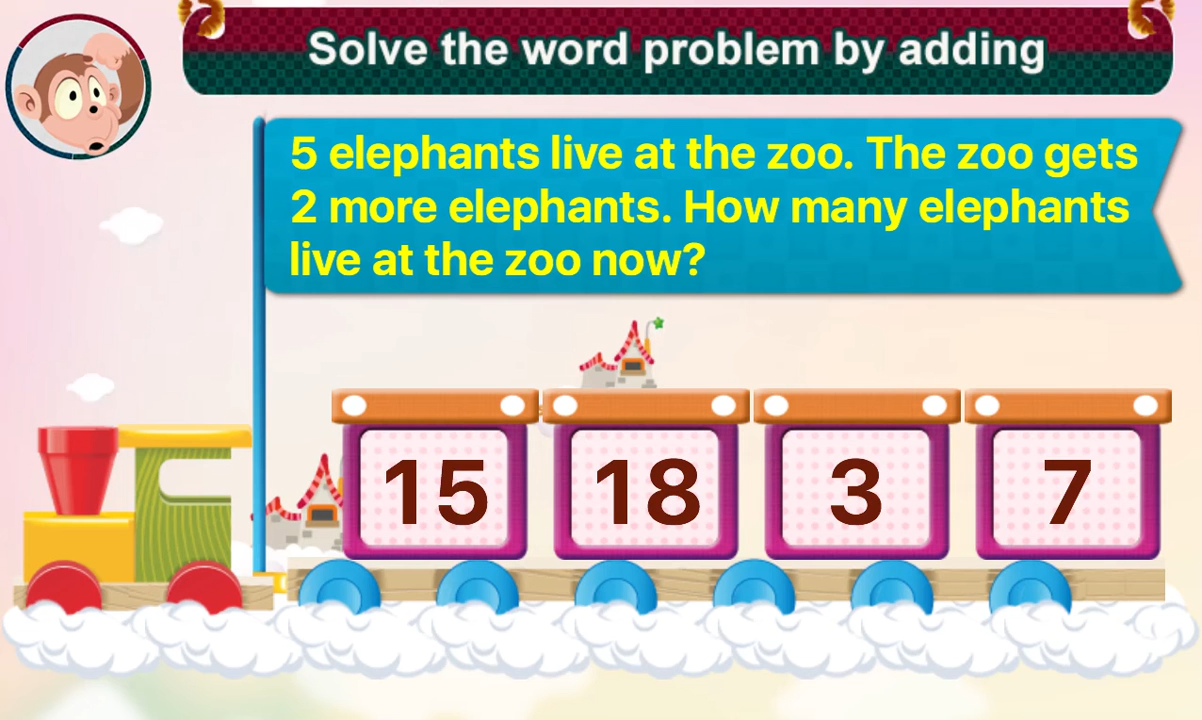 Solve the word problem by adding
5 elephants live at the zoo. The zoo gets
2 more elephants. How many elephants
live at the zoo now?
15 18 3 7